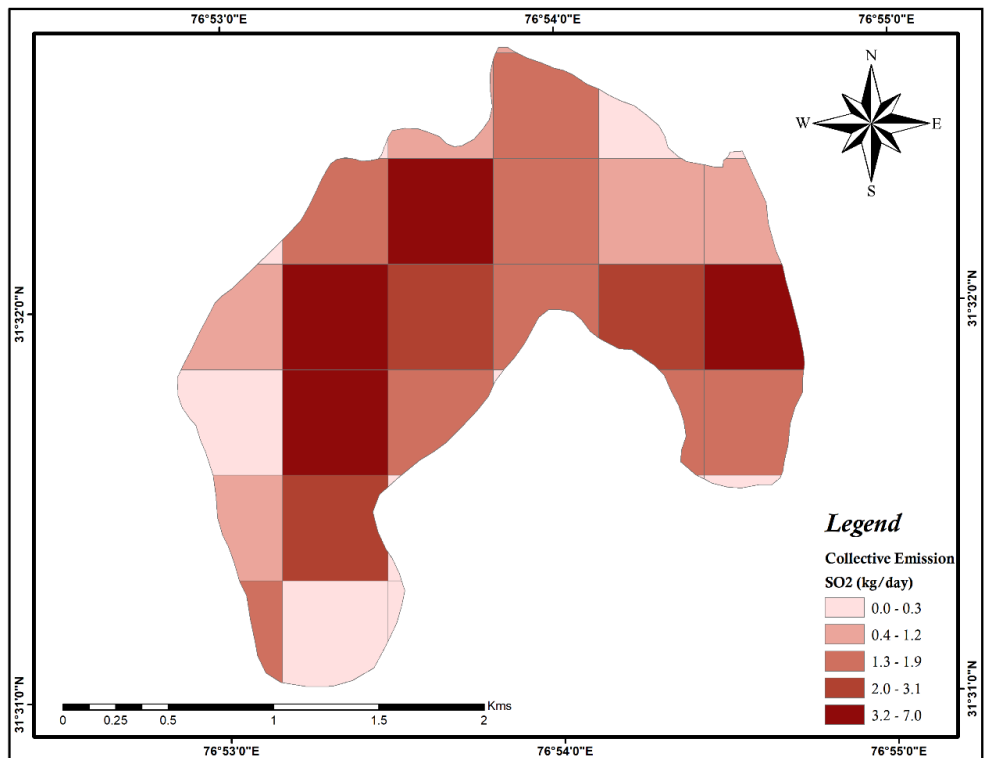 76°53'0"E 76°54'0"E 76°55'0"E
N
W E
S
31°32'0"N 31°32'0"N
Legend
Collective Emission
SO2 (kg/day)
0.0 - 0.3
0.4 - 1.2
1.3 - 1.9
2.0 - 3.1
3.2 - 7.0
31°31'0"N 31°31'0"N
Kms
0 0.25 0.5 1 1.5 2
76°53'0"E 76°54'0"E 76°55'0"E